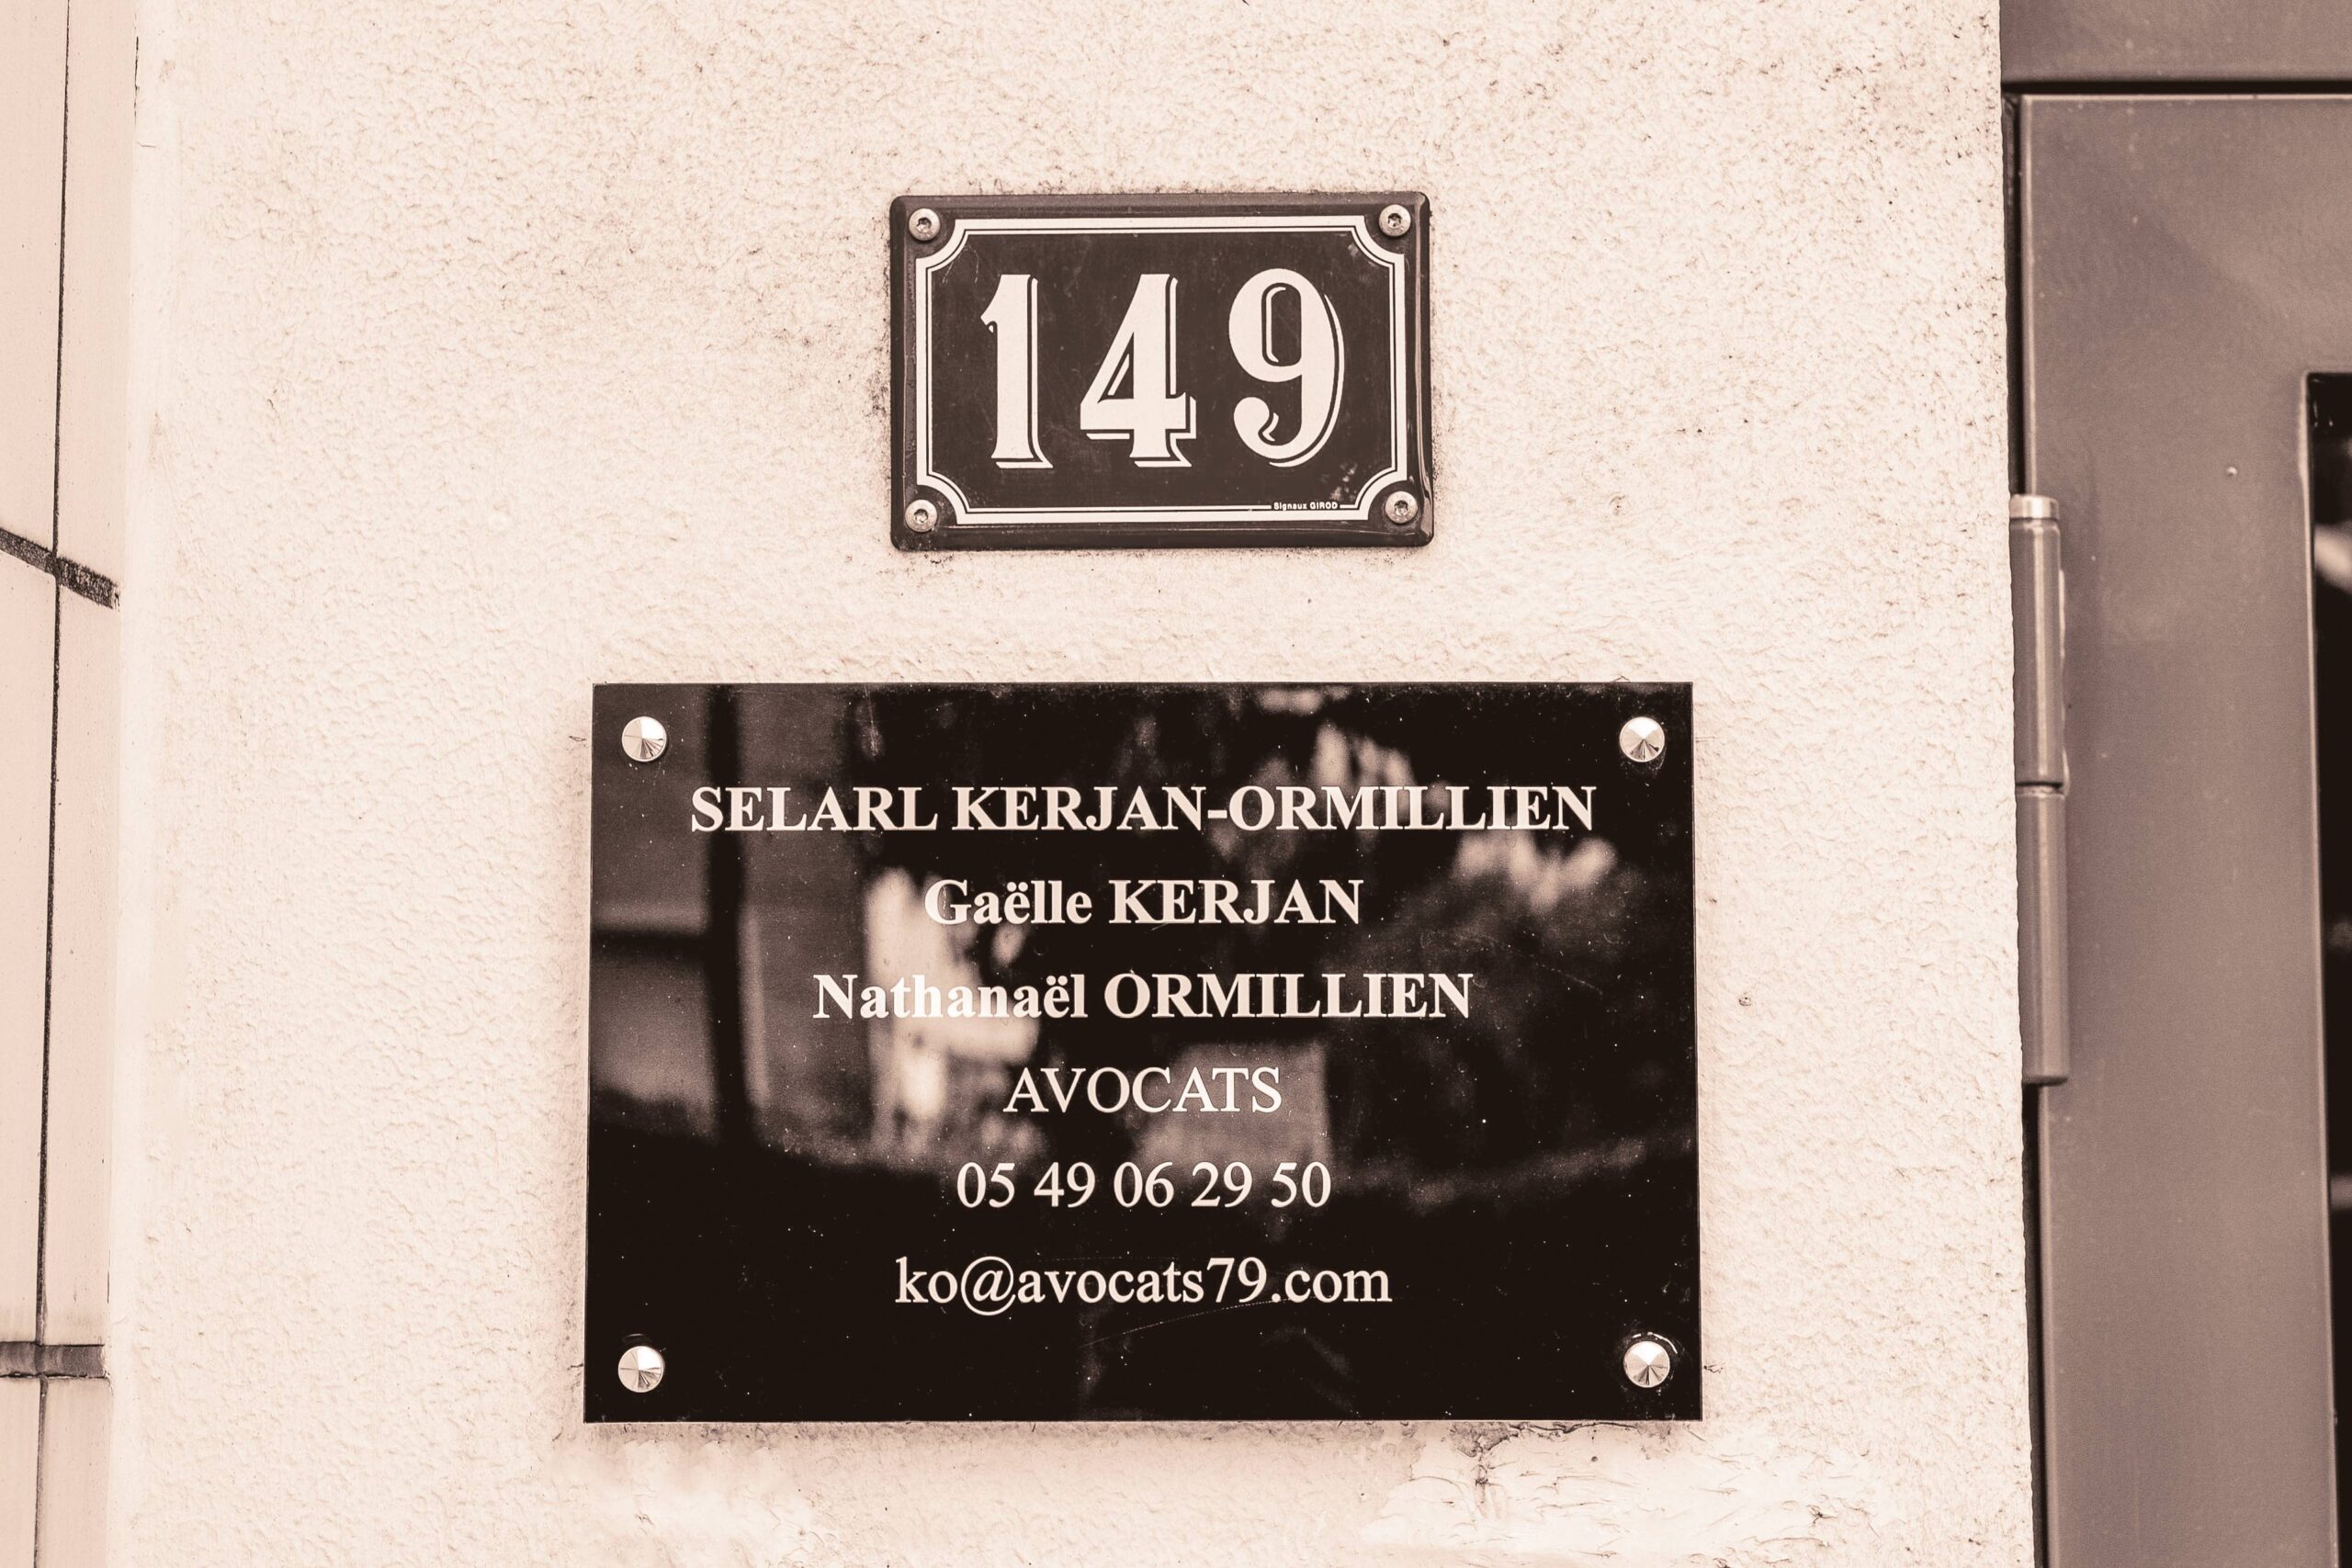 149
Signaux GIROD
SELARL KERJAN-ORMILLIEN
Gaëlle KERJAN
Nathanaël ORMILLIEN
AVOCATS
05 49 06 29 50
ko@avocats79.com